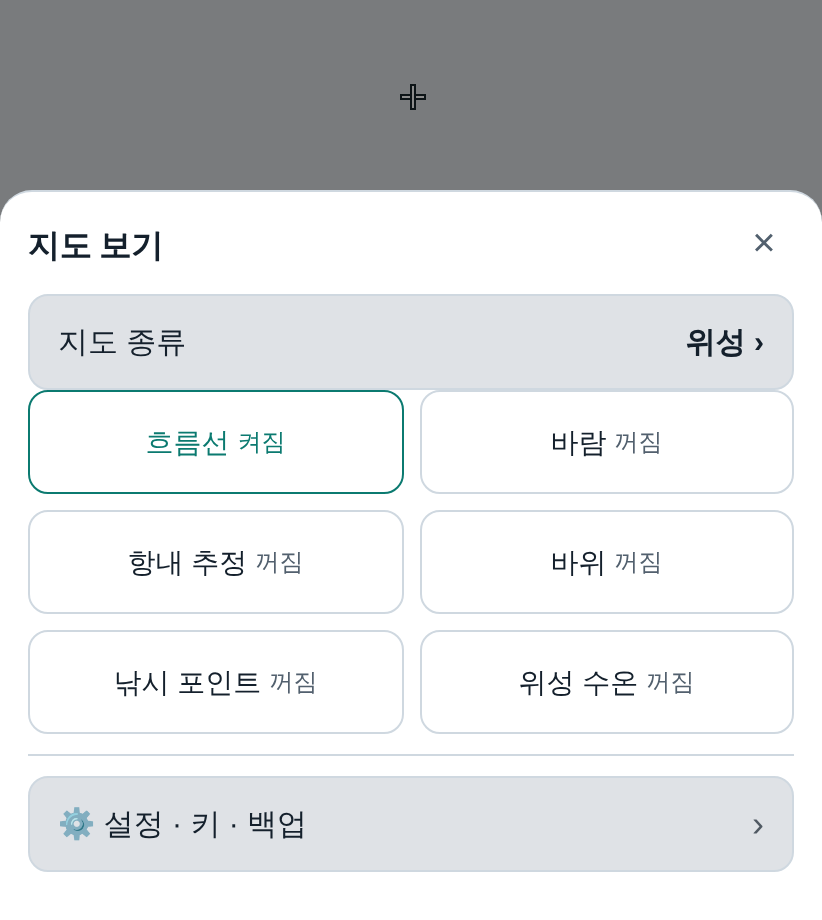 지도 보기 ✕
지도 종류 위성 ›
흐름선 켜짐 바람 꺼짐
항내 추정 꺼짐 바위 꺼짐
낚시 포인트 꺼짐 위성 수온 꺼짐
⚙️ 설정 · 키 · 백업 ›